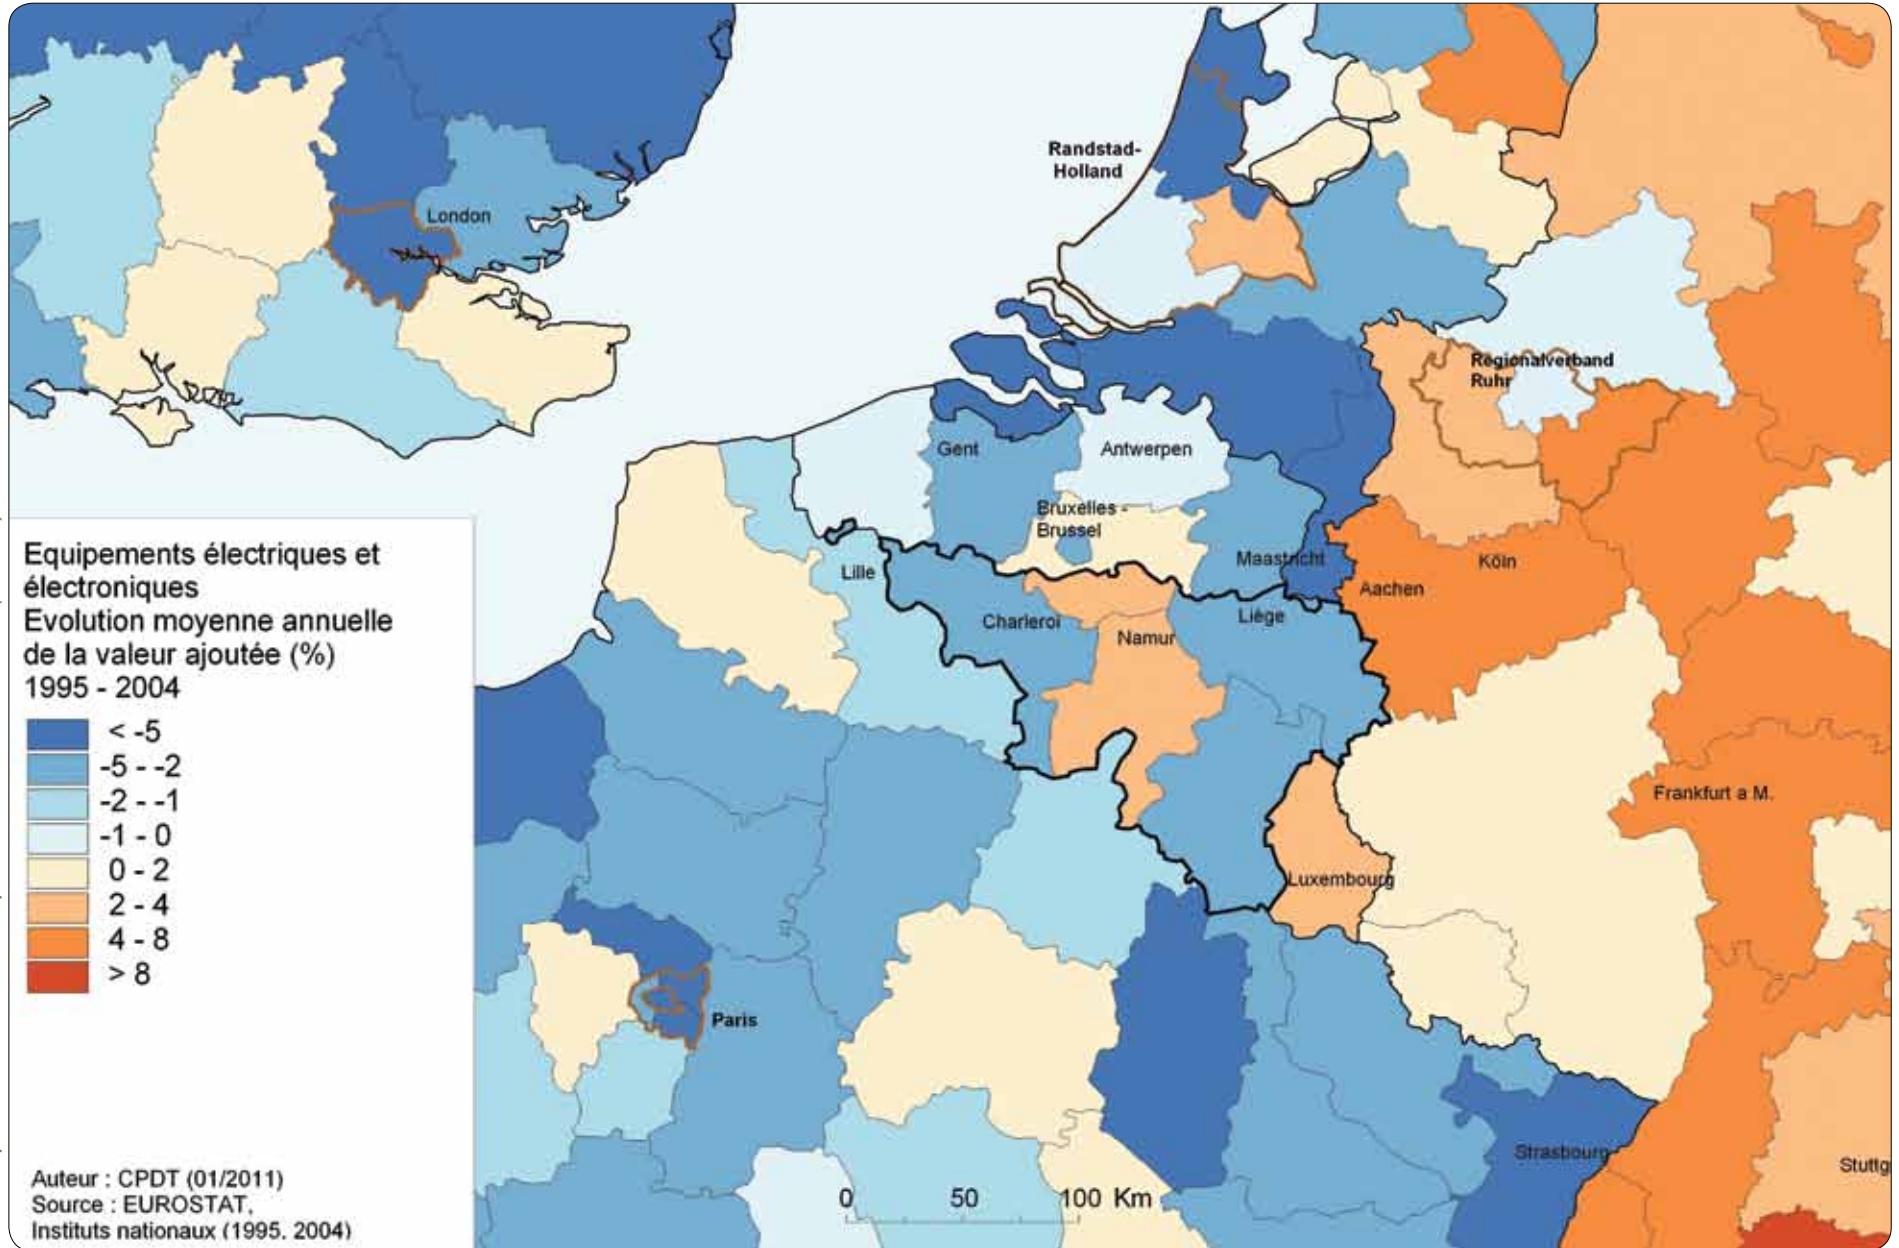 Randstad-
Holland
London
Regionalverband
Ruhr
Gent
Antwerpen
Bruxelles -
Brussel
Maastricht
Köln
Aachen
Lille
Charleroi
Liège
Namur
Frankfurt a M.
Luxembourg
Paris
Strasbourg
Stuttg
Equipements électriques et
électroniques
Evolution moyenne annuelle
de la valeur ajoutée (%)
1995 - 2004
< -5
-5 - -2
-2 - -1
-1 - 0
0 - 2
2 - 4
4 - 8
> 8
Auteur : CPDT (01/2011)
Source : EUROSTAT,
Instituts nationaux (1995, 2004)
0 50 100 Km